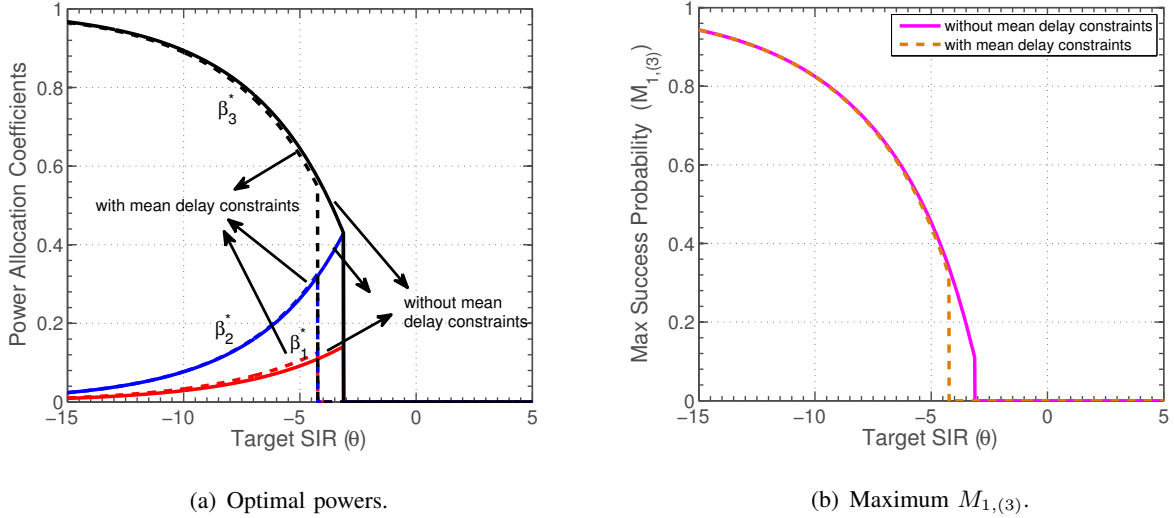 Power Allocation Coefficients
1
0.8
0.6
0.4
0.2
0
β3*
with mean delay constraints
β2*
β1*
without mean
delay constraints
−15
−10
−5
0
5
Target SIR (θ)
(a) Optimal powers.
Max Success Probability (M1,(3))
1
0.8
0.6
0.4
0.2
0
without mean delay constraints
with mean delay constraints
−15
−10
−5
0
5
Target SIR (θ)
(b) Maximum M1,(3).